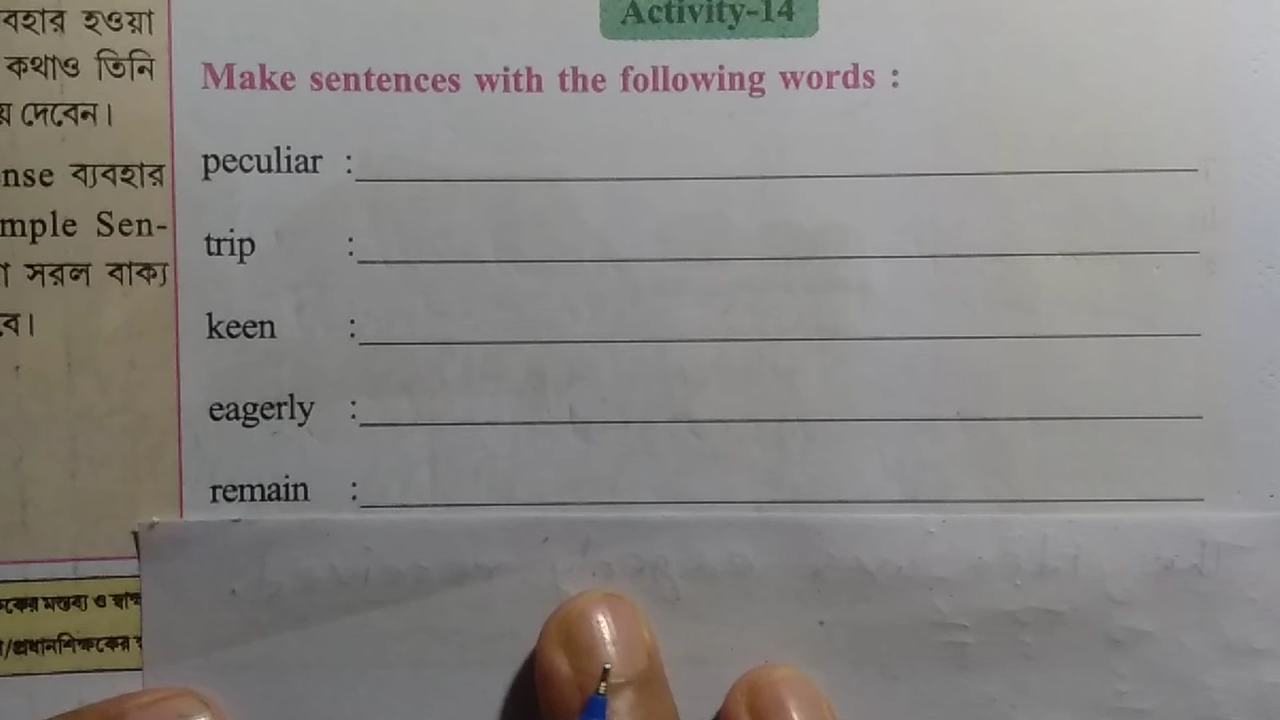 ব্যবহার হওয়া
কথাও তিনি
দেবেন।
nse ব্যবহার
mple Sen-
সরল বাক্য
Activity-14
Make sentences with the following words :
peculiar :
trip :
keen :
eagerly :
remain :